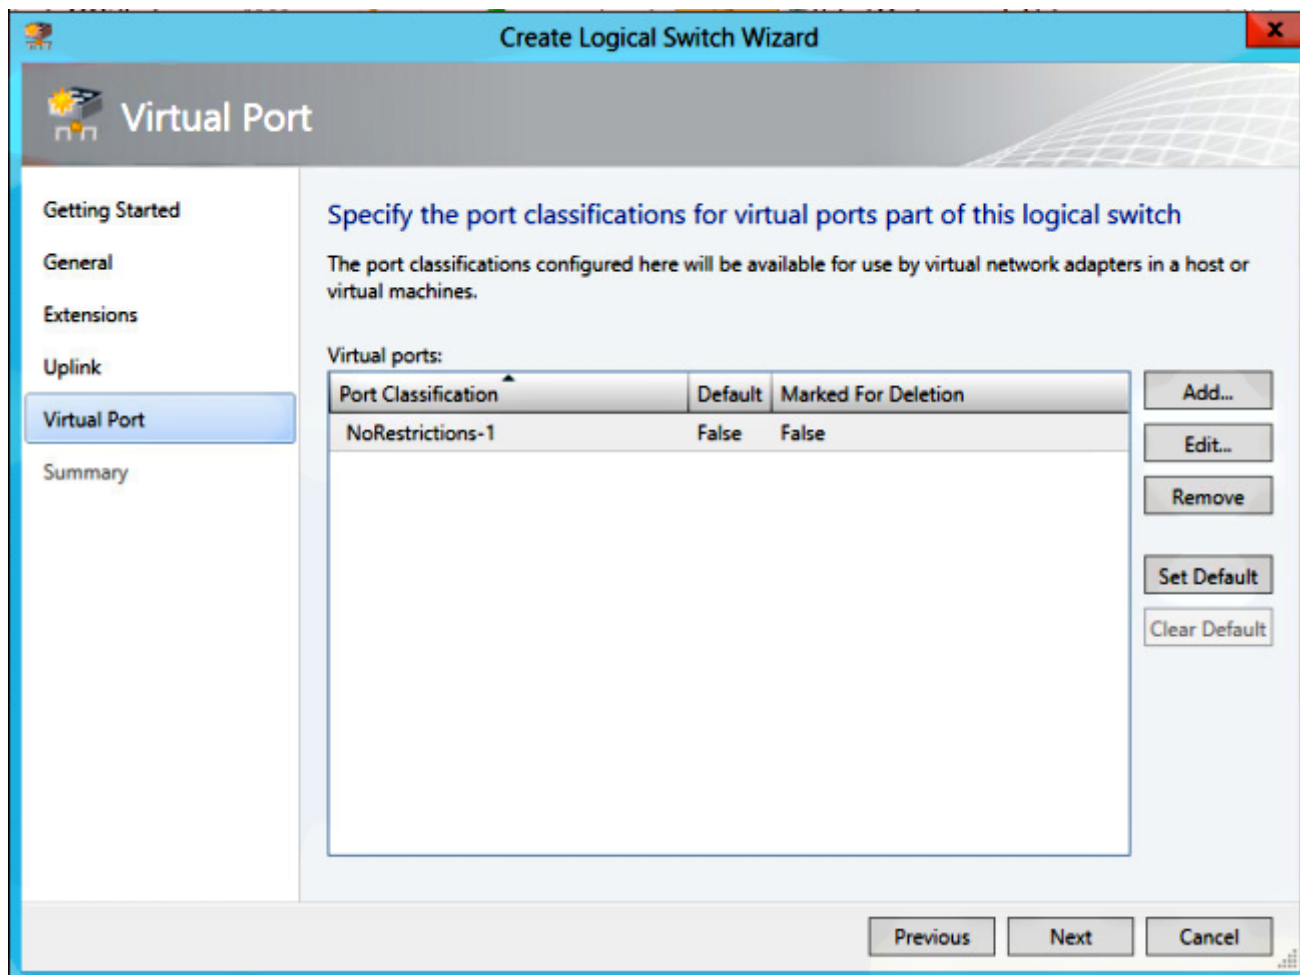 Create Logical Switch Wizard
x
Virtual Port
Getting Started
General
Extensions
Uplink
Virtual Port
Summary
Specify the port classifications for virtual ports part of this logical switch
The port classifications configured here will be available for use by virtual network adapters in a host or
virtual machines.
Virtual ports:
Port Classification Default Marked For Deletion
NoRestrictions-1 False False
Add...
Edit...
Remove
Set Default
Clear Default
Previous Next Cancel